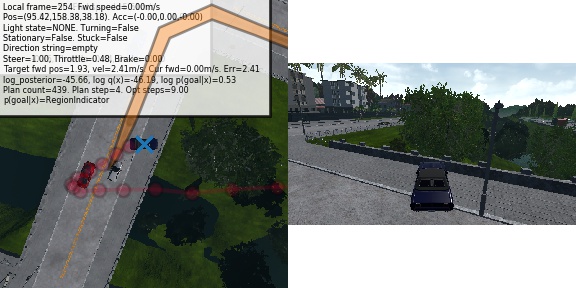 Local frame=254. Fwd speed=0.00m/s
Pos=(95.42,158.38,38.18). Acc=(-0.00,0.00,-0.00)
Light state=NONE. Turning=False
Stationary=False. Stuck=False
Direction string=empty
Steer=1.00, Throttle=0.48, Brake=0.00
Target fwd pos=1.93, vel=2.41m/s. Cur fwd=0.00m/s. Err=2.41
log_posterior=-45.66, log q(x)=-46.19, log p(goal|x)=0.53
Plan count=439. Plan step=4. Opt steps=9.00
p(goal|x)=RegionIndicator